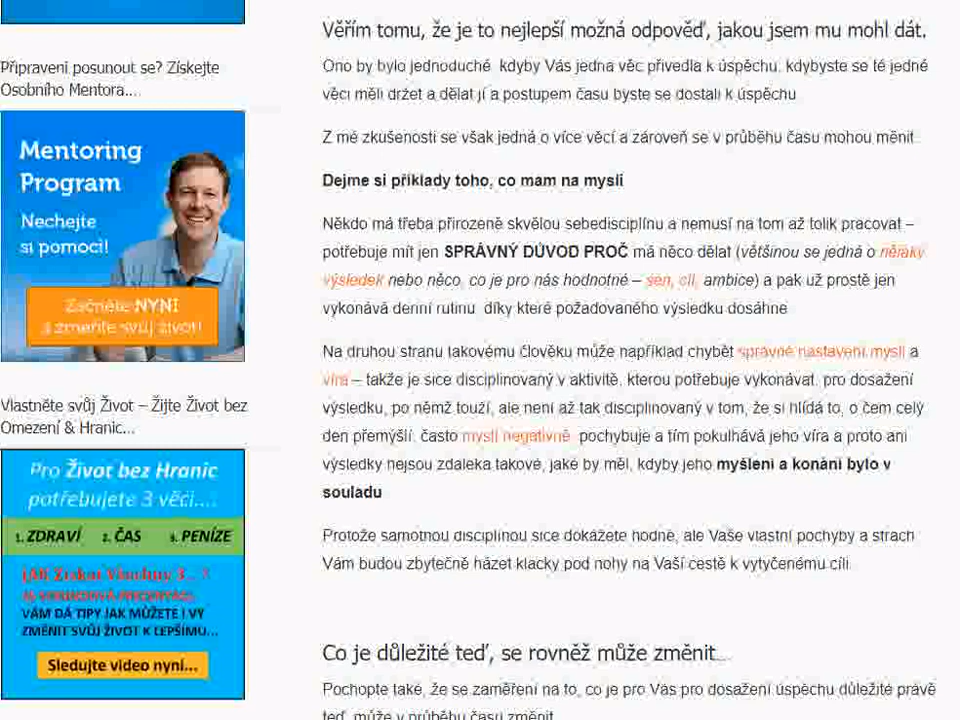 Připraveni posunout se? Získejte
Osobního Mentora....
Mentoring
Program
Nechejte
si pomoci!
Začněte NYNÍ
a změňte svůj život!
Vlastněte svůj Život – Žijte Život bez
Omezení & Hranic...
Pro Život bez Hranic
potřebujete 3 věci....
1. ZDRAVÍ 2. ČAS 3. PENÍZE
JAK Získat Všechny 3... ?
VÁM DÁ TIPY JAK MŮŽETE I VY
ZMĚNIT SVŮJ ŽIVOT K LEPŠÍMU...
Sledujte video nyní...
Věřím tomu, že je to nejlepší možná odpověď, jakou jsem mu mohl dát.
Ono by bylo jednoduché kdyby Vás jedna věc přivedla k úspěchu, kdybyste se té jedné
věci měli držet a dělat jí a postupem času byste se dostali k úspěchu
Z mé zkušenosti se však jedná o více věcí a zároveň se v průběhu času mohou měnit.
Dejme si příklady toho, co mám na mysli
Někdo má třeba přirozeně skvělou sebedisciplínu a nemusí na tom až tolik pracovat –
potřebuje mít jen SPRÁVNÝ DŮVOD PROČ má něco dělat (většinou se jedná o nějaký
výsledek nebo něco, co je pro nás hodnotné – sen, cíl, ambice) a pak už prostě jen
vykonává denní rutinu díky které požadovaného výsledku dosáhne
Na druhou stranu takovému člověku může například chybět správné nastavení mysli a
víra – takže je sice disciplinovaný v aktivitě, kterou potřebuje vykonávat, pro dosažení
výsledku, po němž touží, ale není až tak disciplinovaný v tom, že si hlídá to, o čem celý
den přemýšlí, často myslí negativně pochybuje a tím pokulhává jeho víra a proto ani
výsledky nejsou zdaleka takové, jaké by měl, kdyby jeho myšlení a konání bylo v
souladu
Protože samotnou disciplínou sice dokážete hodně, ale Vaše vlastní pochyby a strach
Vám budou zbytečně házet klacky pod nohy na Vaší cestě k vytyčenému cíli.
Co je důležité teď, se rovněž může změnit...
Pochopte také, že se zaměření na to, co je pro Vás pro dosažení úspěchu důležité právě
teď, může v průběhu času změnit.